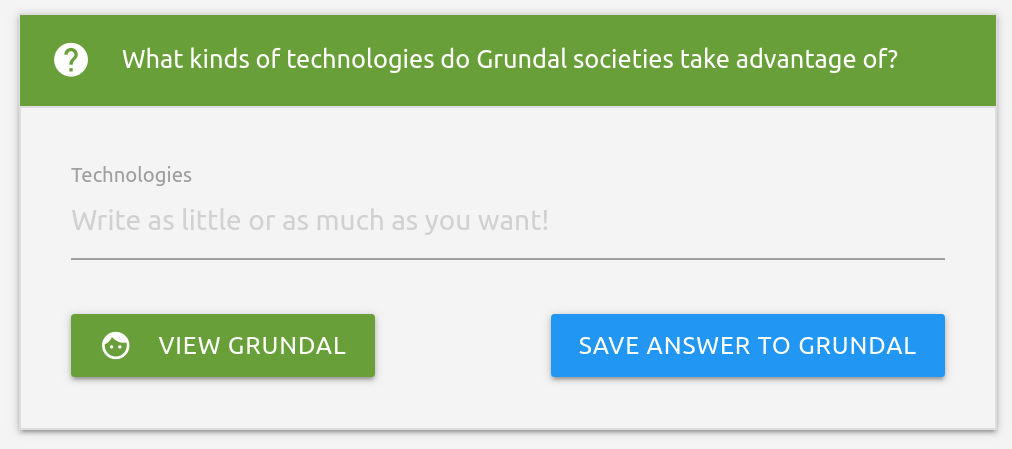 What kinds of technologies do Grundal societies take advantage of?
Technologies
Write as little or as much as you want!
VIEW GRUNDAL
SAVE ANSWER TO GRUNDAL